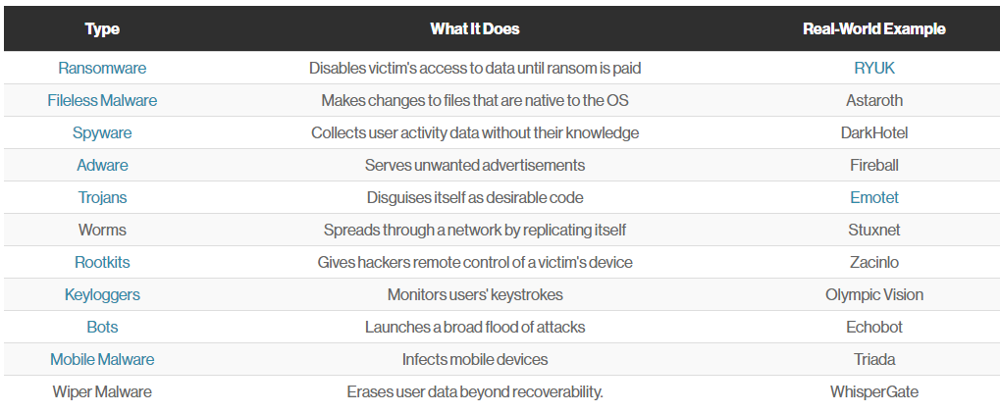 Type What It Does Real-World Example
Ransomware Disables victim's access to data until ransom is paid RYUK
Fileless Malware Makes changes to files that are native to the OS Astaroth
Spyware Collects user activity data without their knowledge DarkHotel
Adware Serves unwanted advertisements Fireball
Trojans Disguises itself as desirable code Emotet
Worms Spreads through a network by replicating itself Stuxnet
Rootkits Gives hackers remote control of a victim's device Zacinlo
Keyloggers Monitors users' keystrokes Olympic Vision
Bots Launches a broad flood of attacks Echobot
Mobile Malware Infects mobile devices Triada
Wiper Malware Erases user data beyond recoverability. WhisperGate